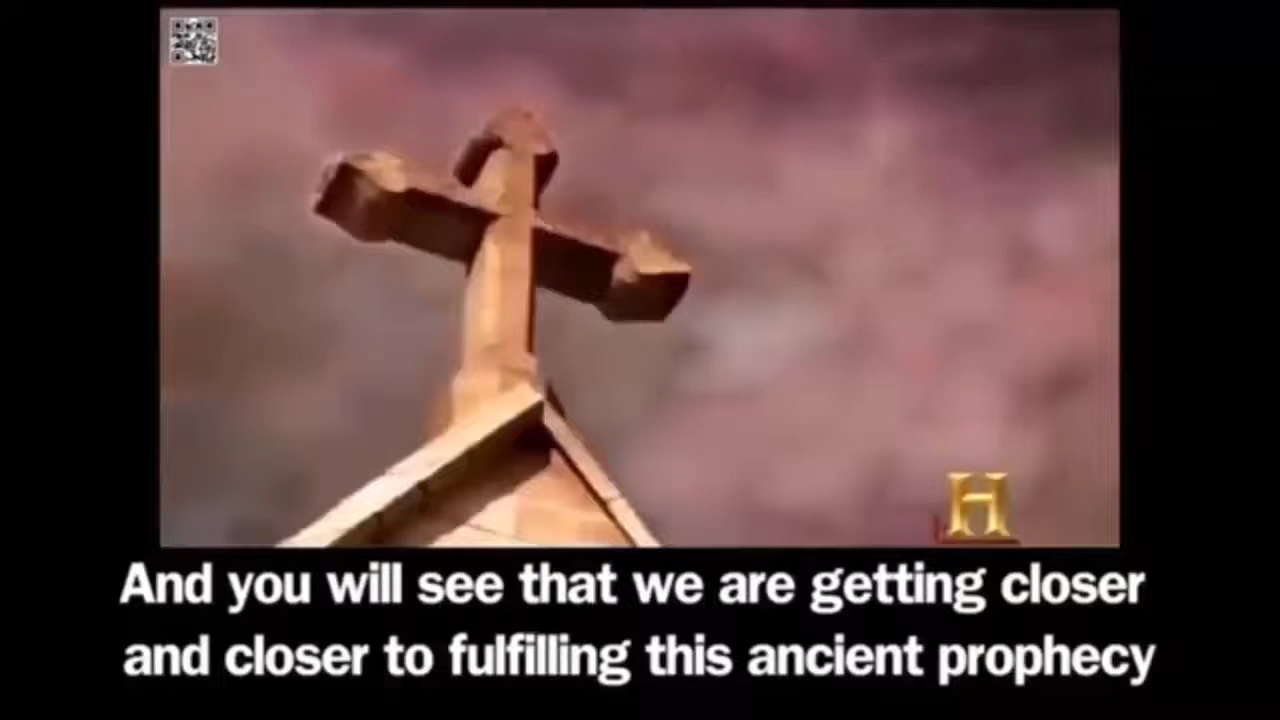 H
And you will see that we are getting closer
and closer to fulfilling this ancient prophecy